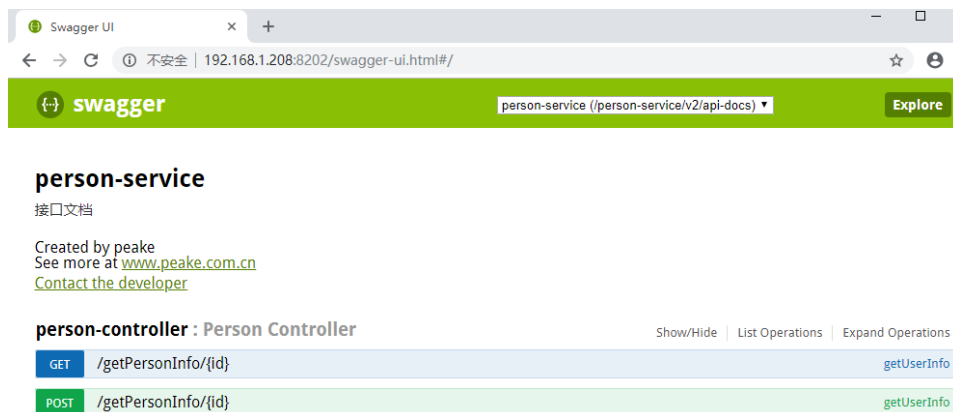 Swagger UI
不安全 | 192.168.1.208:8202/swagger-ui.html#/
{··} swagger
person-service (/person-service/v2/api-docs)
Explore
person-service
接口文档
Created by peake
See more at www.peake.com.cn
Contact the developer
person-controller : Person Controller
Show/Hide | List Operations | Expand Operations
GET /getPersonInfo/{id} getUserInfo
POST /getPersonInfo/{id} getUserInfo